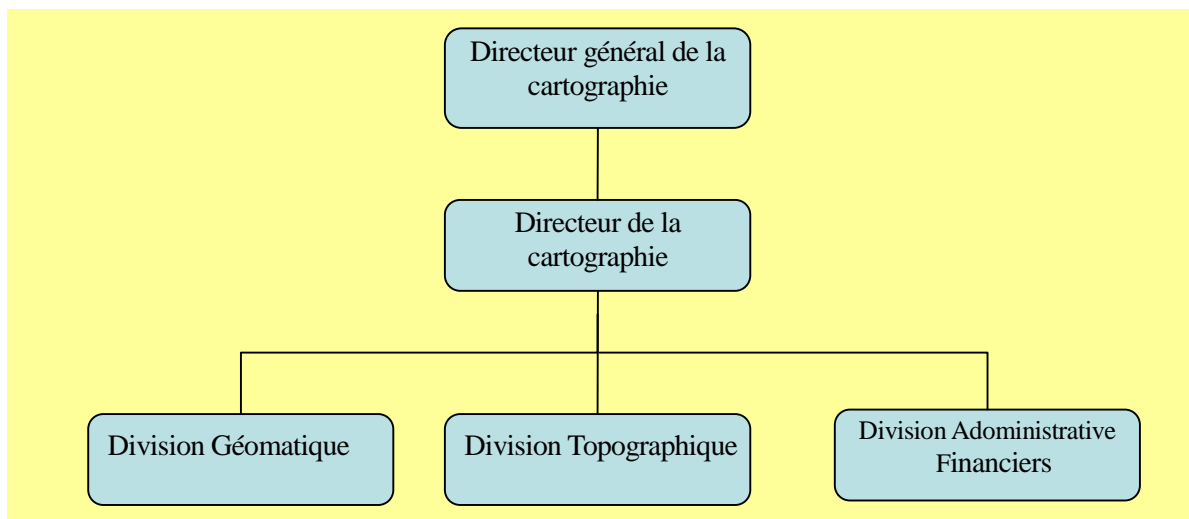 Directeur général de la
cartographie
Directeur de la
cartographie
Division Géomatique
Division Topographique
Division Adoministrative
Financiers